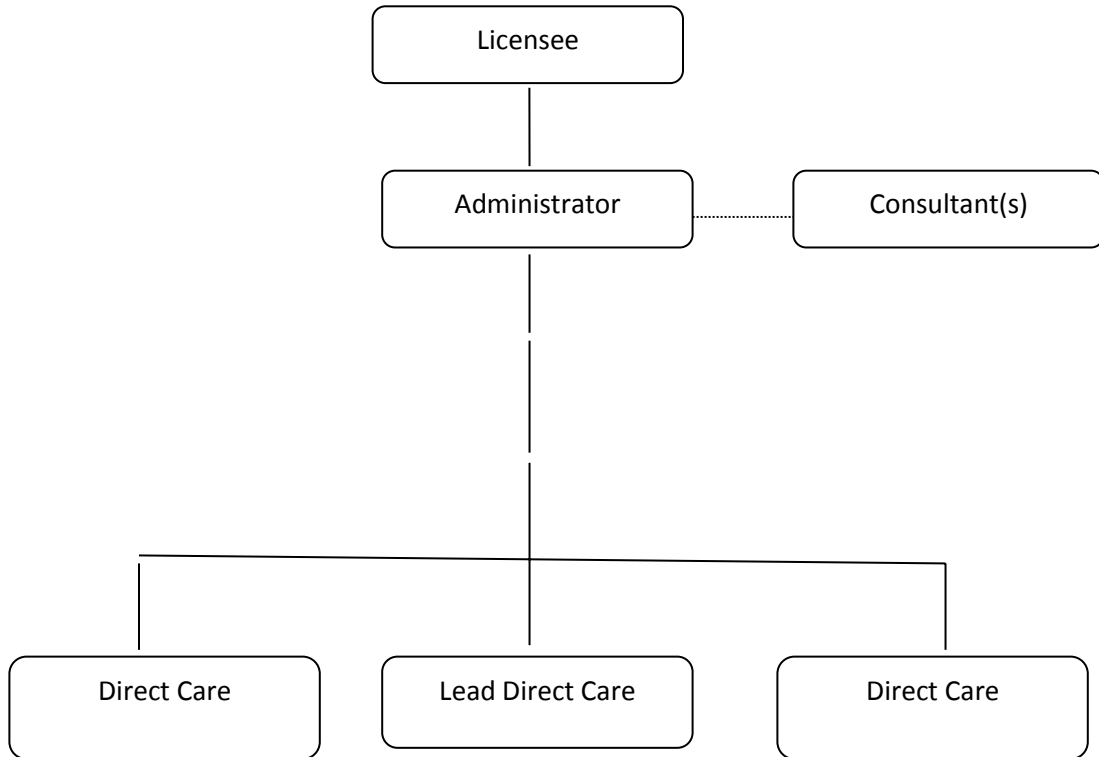 Licensee
Administrator
Consultant(s)
Direct Care
Lead Direct Care
Direct Care